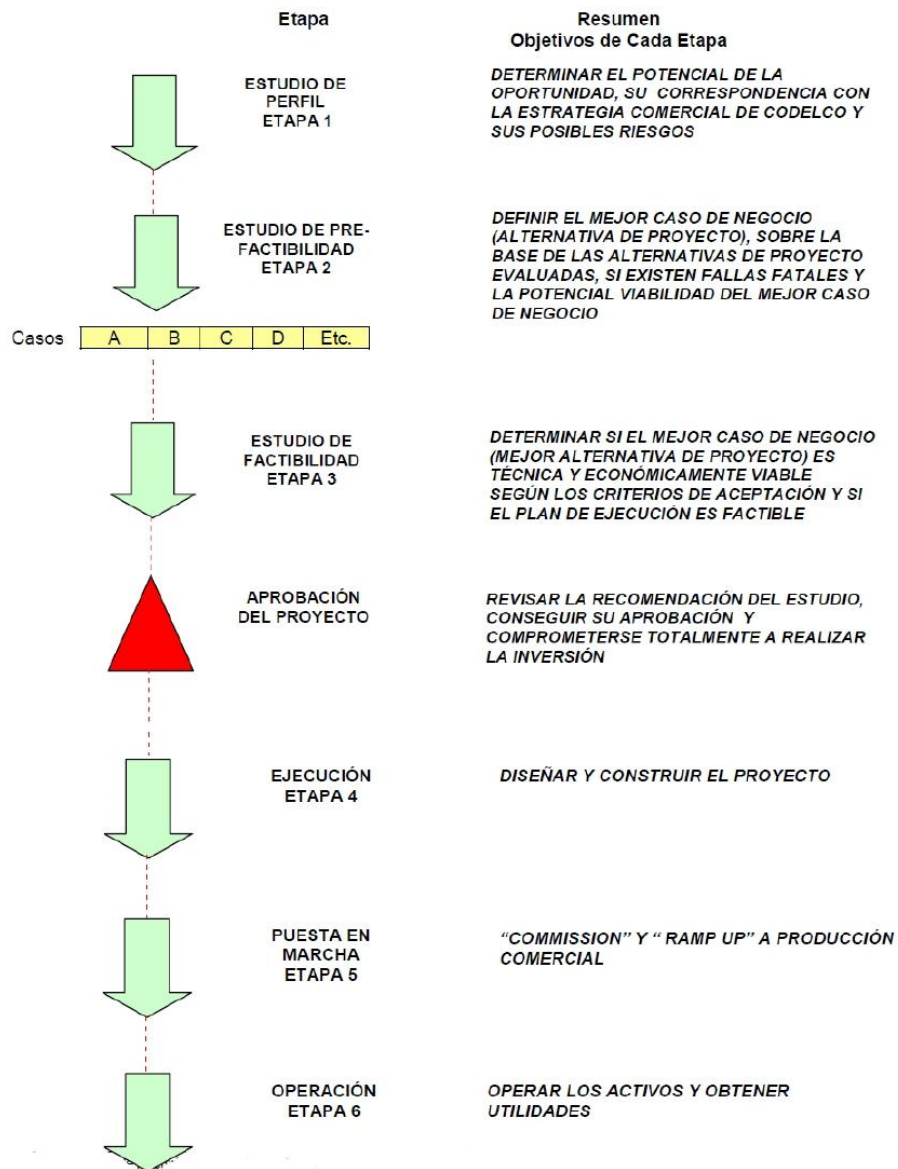 Etapa
Resumen
Objetivos de Cada Etapa
ESTUDIO DE
PERFIL
ETAPA 1
DETERMINAR EL POTENCIAL DE LA
OPORTUNIDAD, SU CORRESPONDENCIA CON
LA ESTRATEGIA COMERCIAL DE CODELCO Y
SUS POSIBLES RIESGOS
ESTUDIO DE PRE-
FACTIBILIDAD
ETAPA 2
DEFINIR EL MEJOR CASO DE NEGOCIO
(ALTERNATIVA DE PROYECTO), SOBRE LA
BASE DE LAS ALTERNATIVAS DE PROYECTO
EVALUADAS, SI EXISTEN FALLAS FATALES Y
LA POTENCIAL VIABILIDAD DEL MEJOR CASO
DE NEGOCIO
Casos A B C D Etc.
ESTUDIO DE
FACTIBILIDAD
ETAPA 3
DETERMINAR SI EL MEJOR CASO DE NEGOCIO
(MEJOR ALTERNATIVA DE PROYECTO) ES
TÉCNICA Y ECONÓMICAMENTE VIABLE
SEGÚN LOS CRITERIOS DE ACEPTACIÓN Y SI
EL PLAN DE EJECUCIÓN ES FACTIBLE
APROBACIÓN
DEL PROYECTO
REVISAR LA RECOMENDACIÓN DEL ESTUDIO,
CONSEGUIR SU APROBACIÓN Y
COMPROMETERSE TOTALMENTE A REALIZAR
LA INVERSIÓN
EJECUCIÓN
ETAPA 4
DISEÑAR Y CONSTRUIR EL PROYECTO
PUESTA EN
MARCHA
ETAPA 5
"COMMISSION" Y " RAMP UP" A PRODUCCIÓN
COMERCIAL
OPERACIÓN
ETAPA 6
OPERAR LOS ACTIVOS Y OBTENER
UTILIDADES